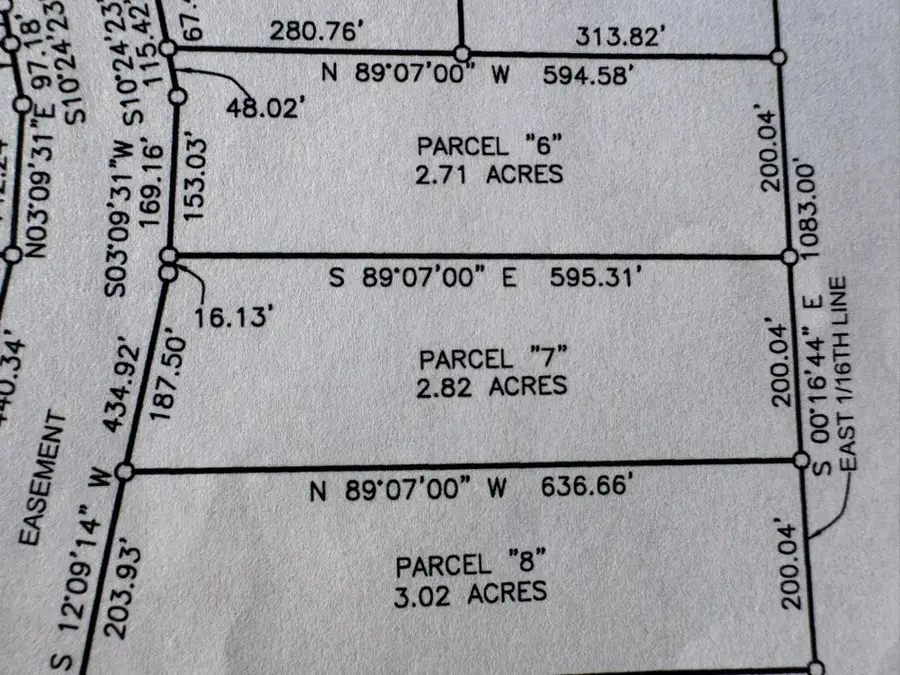 280.76'
313.82'
N 89°07'00" W 594.58'
48.02'
PARCEL "6"
2.71 ACRES
200.04'
1083.00'
97.18'
S10°24'23"
S10°24'23"
115.42'
67.
N03°09'31"E
S03°09'31"W
169.16'
153.03'
S 89°07'00" E 595.31'
16.13'
PARCEL "7"
2.82 ACRES
200.04'
S 00°16'44" E
EAST 1/16TH LINE
434.92'
187.50'
EASEMENT
N 89°07'00" W 636.66'
PARCEL "8"
3.02 ACRES
200.04'
S 12°09'14" W
203.93'